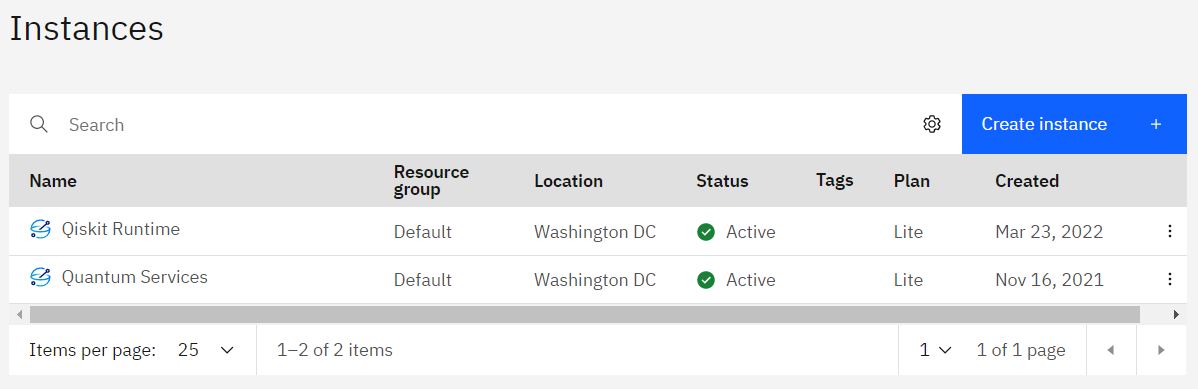 Instances
Search
Create instance +
Name Resource group Location Status Tags Plan Created
Qiskit Runtime Default Washington DC Active Lite Mar 23, 2022
Quantum Services Default Washington DC Active Lite Nov 16, 2021
Items per page: 25 1–2 of 2 items 1 1 of 1 page